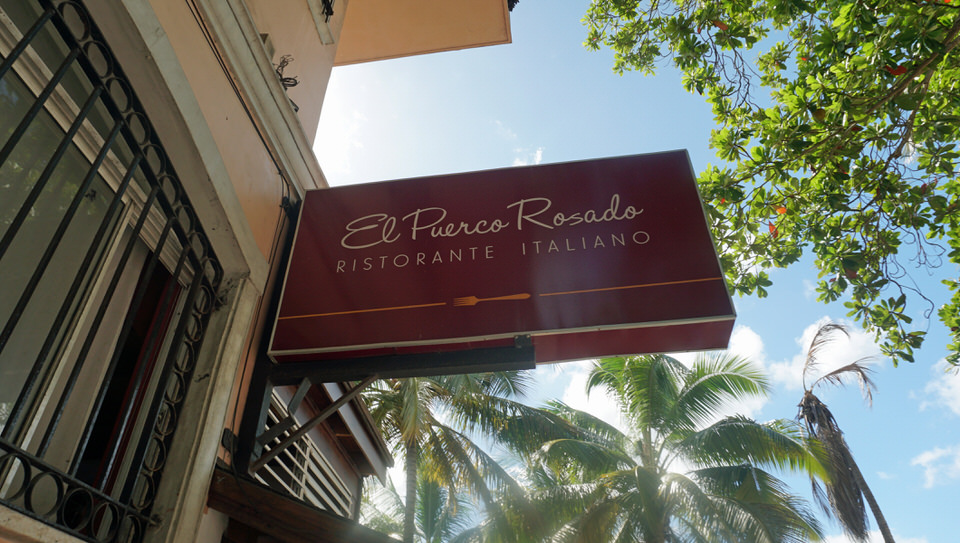 El Puerco Rosado
RISTORANTE ITALIANO